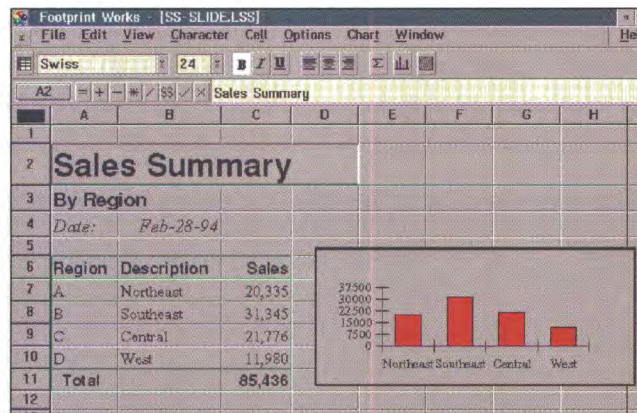 Footprint Works - [SS-SLIDE.LSS]
File Edit View Character Cell Options Chart Window He
Swiss 24 B I U Σ
A2 = + - * / $$ Sales Summary
A B C D E F G H
1
2 Sales Summary
3 By Region
4 Date: Feb-28-94
5
6 Region Description Sales
7 A Northeast 20,335
8 B Southeast 31,345
9 C Central 21,776
10 D West 11,980
11 Total 85,436
12
37500
30000
22500
15000
7500
0
Northeast Southeast Central West